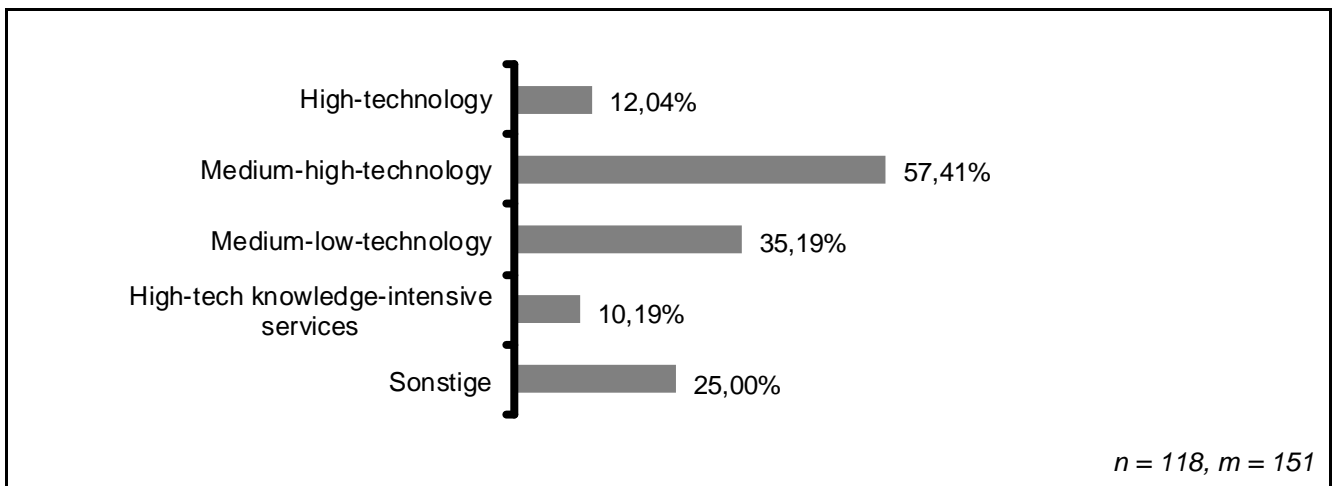 High-technology 12,04%
Medium-high-technology 57,41%
Medium-low-technology 35,19%
High-tech knowledge-intensive
services 10,19%
Sonstige 25,00%
n = 118, m = 151